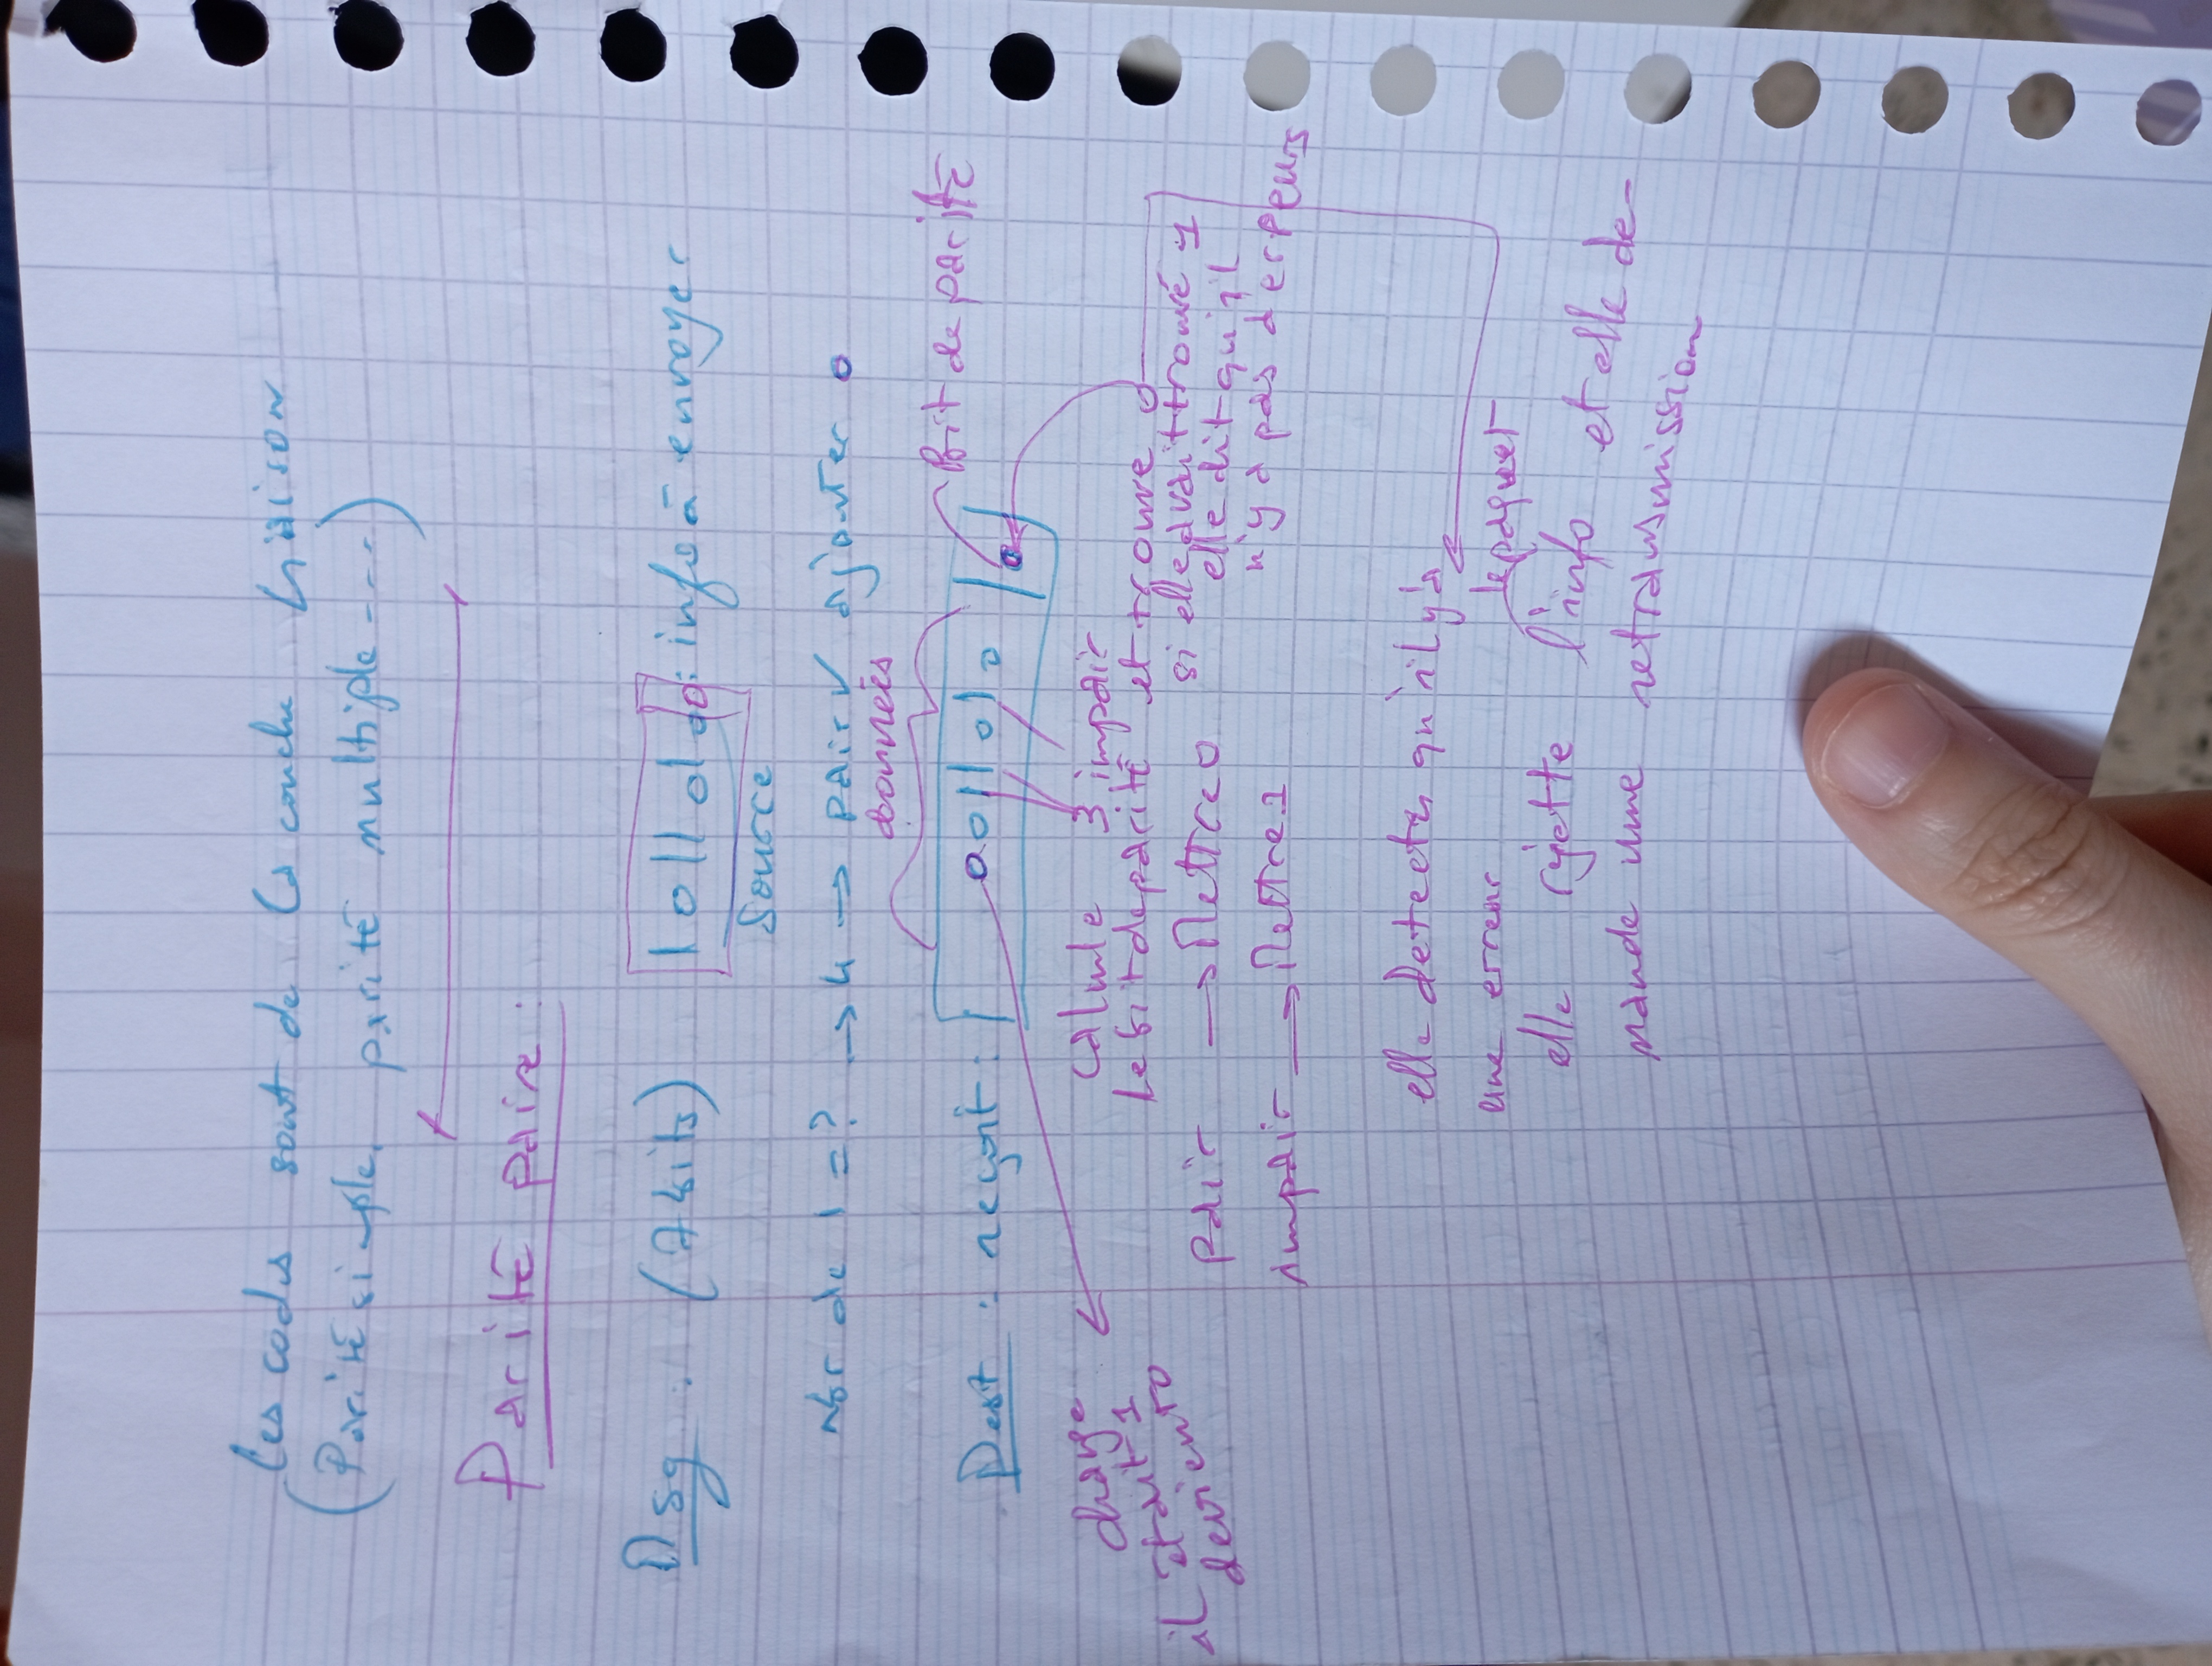 Les codes sont de la couche liaison
(Parité simple, parité multiple ----)
Parité paire :
Msg : (7 bits) 1011010 0 : info à envoyer
Source
Nbr de 1 = ? → 4 → pair ✓ ajouter 0
données
bit de parité
Dest : reçoit : 0011010 | 0
change
il était 1
devient 0
calcule 3 impair
le bit de parité et trouve 0
si elle avait trouvé 1
elle dit qu'il
n'y a pas d'erreurs
pair → Mettre 0
impair → Mettre 1
elle detecte qu'il y a
une erreur
le paquet
elle rejette l'info et elle de-
mande une retransmission